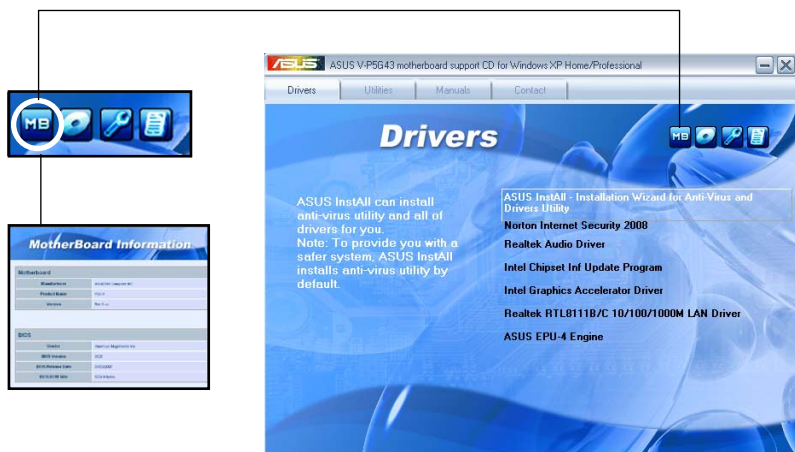 ASUS V-P5G43 motherboard support CD for Windows XP Home/Professional
Drivers
Utilities
Manuals
Contact
Drivers
MB
MB
ASUS InstAll can install
anti-virus utility and all of
drivers for you.
Note: To provide you with a
safer system, ASUS InstAll
installs anti-virus utility by
default.
ASUS InstAll - Installation Wizard for Anti-Virus and
Drivers Utility
Norton Internet Security 2008
Realtek Audio Driver
Intel Chipset Inf Update Program
Intel Graphics Accelerator Driver
Realtek RTL8111B/C 10/100/1000M LAN Driver
ASUS EPU-4 Engine
MotherBoard Information
Motherboard
Manufacturer
Product Name
Version
BIOS
Vendor
BIOS Version
BIOS Release Date